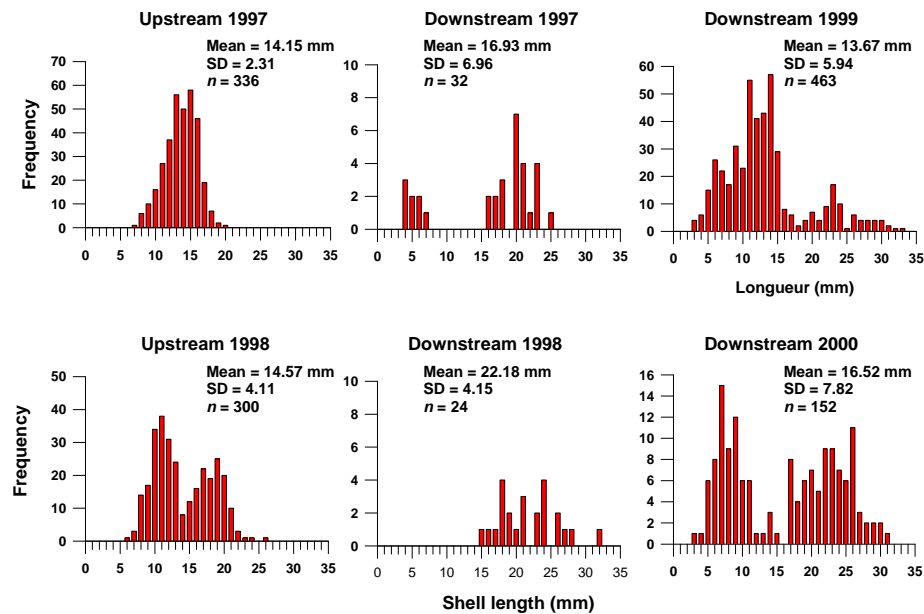 Upstream 1997
Mean = 14.15 mm
SD = 2.31
n = 336
70
60
50
40
30
20
10
0
Frequency
0 5 10 15 20 25 30 35
Downstream 1997
Mean = 16.93 mm
SD = 6.96
n = 32
10
8
6
4
2
0
0 5 10 15 20 25 30 35
Downstream 1999
Mean = 13.67 mm
SD = 5.94
n = 463
60
50
40
30
20
10
0
0 5 10 15 20 25 30 35
Longueur (mm)
Upstream 1998
Mean = 14.57 mm
SD = 4.11
n = 300
50
40
30
20
10
0
Frequency
0 5 10 15 20 25 30 35
Downstream 1998
Mean = 22.18 mm
SD = 4.15
n = 24
10
8
6
4
2
0
0 5 10 15 20 25 30 35
Shell length (mm)
Downstream 2000
Mean = 16.52 mm
SD = 7.82
n = 152
16
14
12
10
8
6
4
2
0
0 5 10 15 20 25 30 35